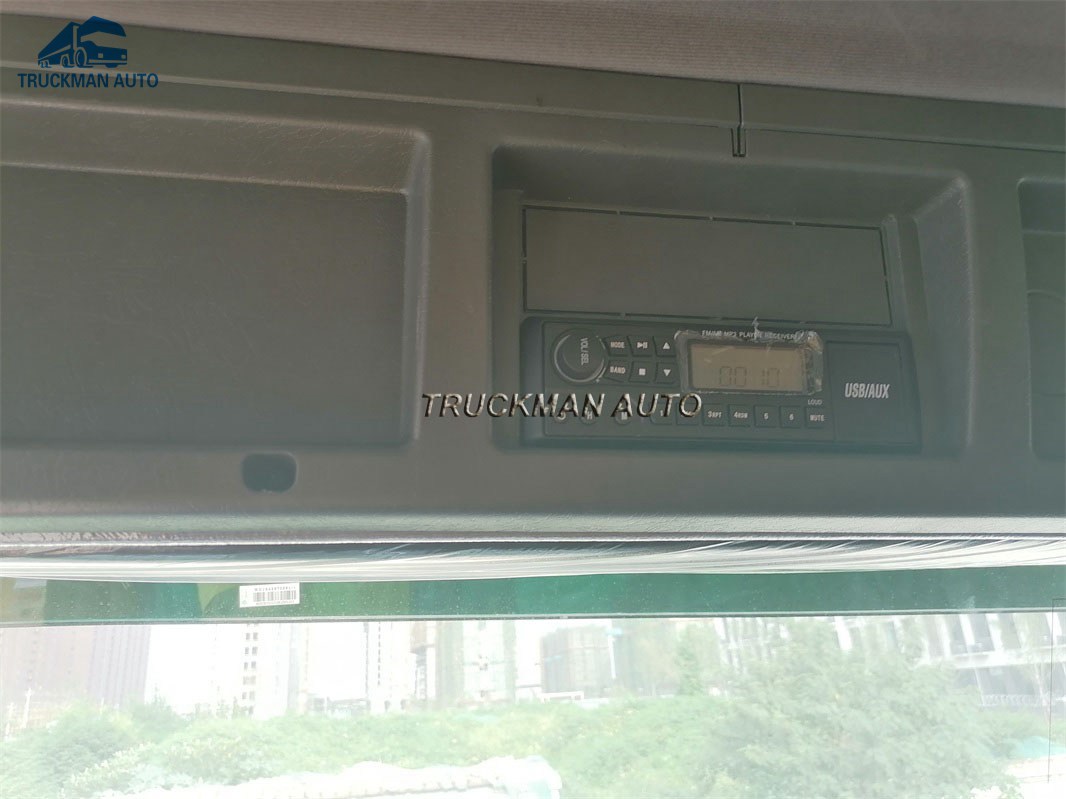 TRUCKMAN AUTO
FM/MP3 PLAYER RECEIVER
VOL/SEL
MODE
BAND
00:10
USB/AUX
TRUCKMAN AUTO
LOUD
3RPT 4RDM 5 6 MUTE
H M